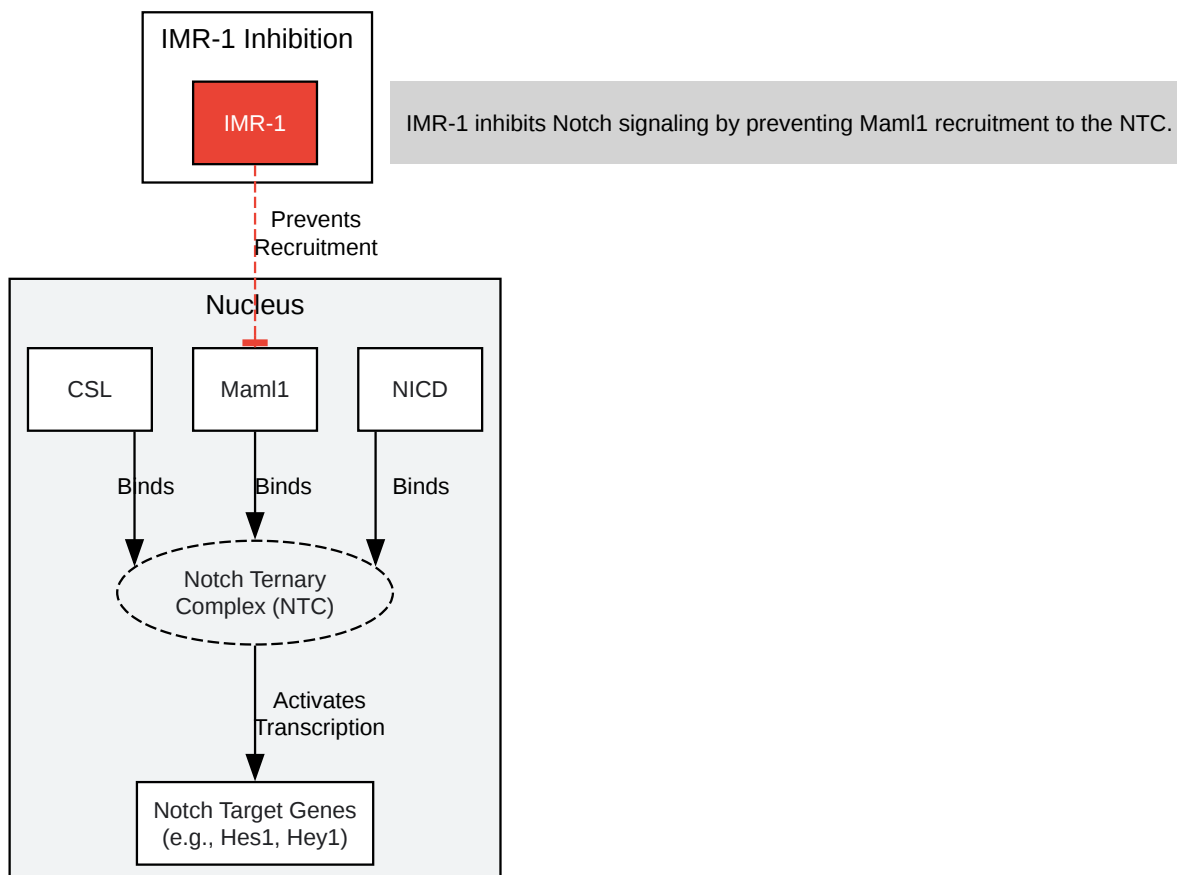 IMR-1 Inhibition
IMR-1
IMR-1 inhibits Notch signaling by preventing Maml1 recruitment to the NTC.
Prevents
Recruitment
Nucleus
CSL
Maml1
NICD
Binds
Binds
Binds
Notch Ternary
Complex (NTC)
Activates
Transcription
Notch Target Genes
(e.g., Hes1, Hey1)